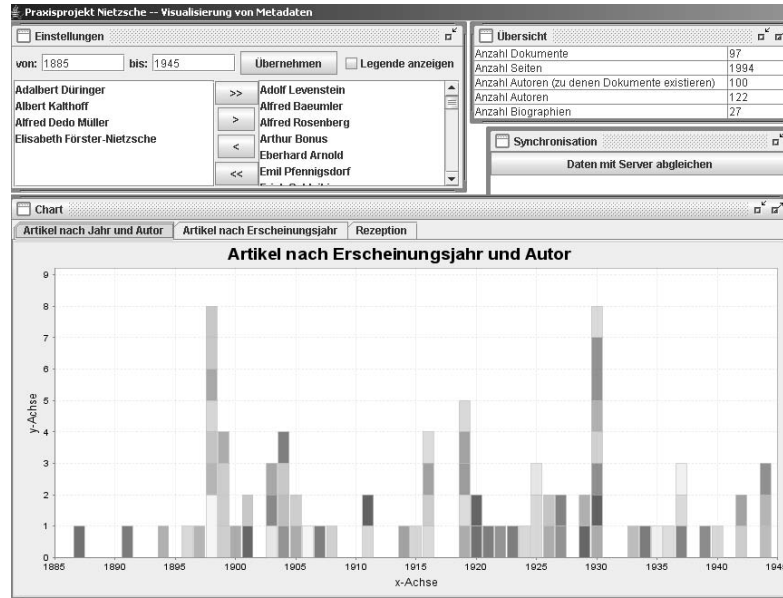 Praxisprojekt Nietzsche -- Visualisierung von Metadaten
Einstellungen
von: 1885 bis: 1945 Übernehmen Legende anzeigen
Adalbert Düringer
Albert Kalthoff
Alfred Dedo Müller
Elisabeth Förster-Nietzsche
>>
>
<
<<
Adolf Levenstein
Alfred Baeumler
Alfred Rosenberg
Arthur Bonus
Eberhard Arnold
Emil Pfennigsdorf
Übersicht
Anzahl Dokumente 97
Anzahl Seiten 1994
Anzahl Autoren (zu denen Dokumente existieren) 100
Anzahl Autoren 122
Anzahl Biographien 27
Synchronisation
Daten mit Server abgleichen
Chart
Artikel nach Jahr und Autor Artikel nach Erscheinungsjahr Rezeption
Artikel nach Erscheinungsjahr und Autor
y-Achse
9
8
7
6
5
4
3
2
1
0
1885 1890 1895 1900 1905 1910 1915 1920 1925 1930 1935 1940 194
x-Achse